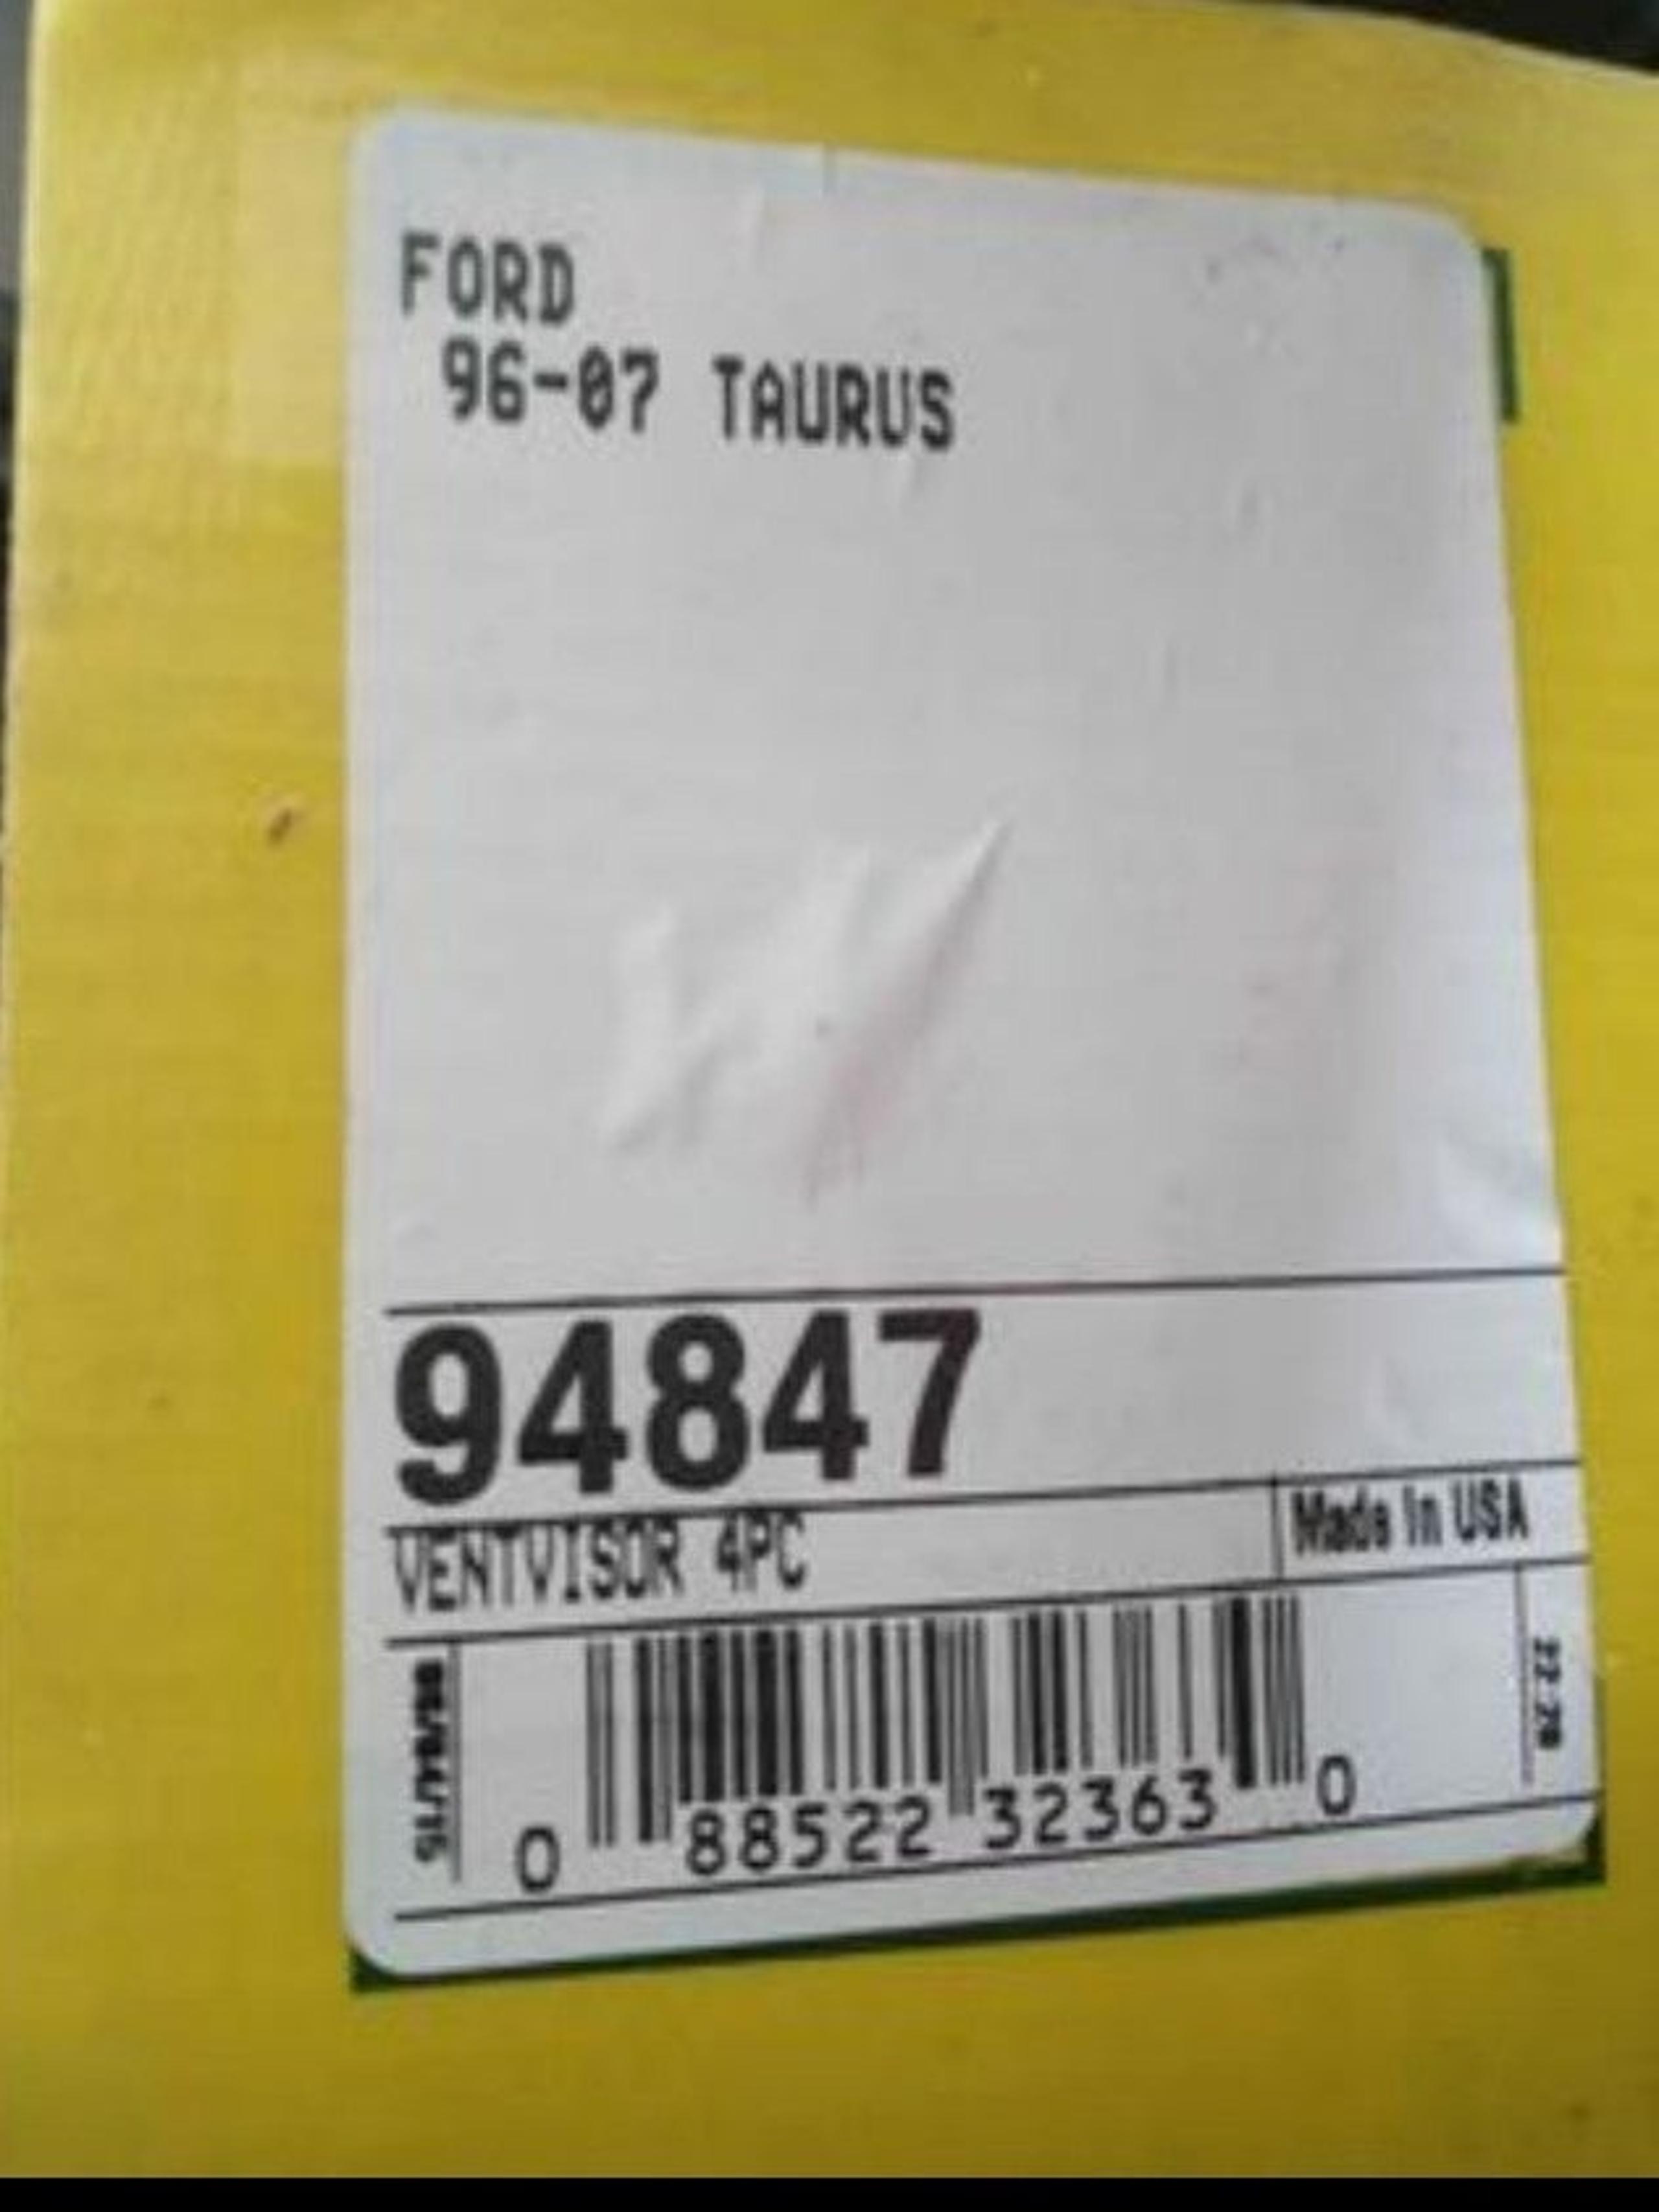 FORD
96-07 TAURUS
94847
VENTVISOR 4PC
Made In USA
0 88522 32363 0